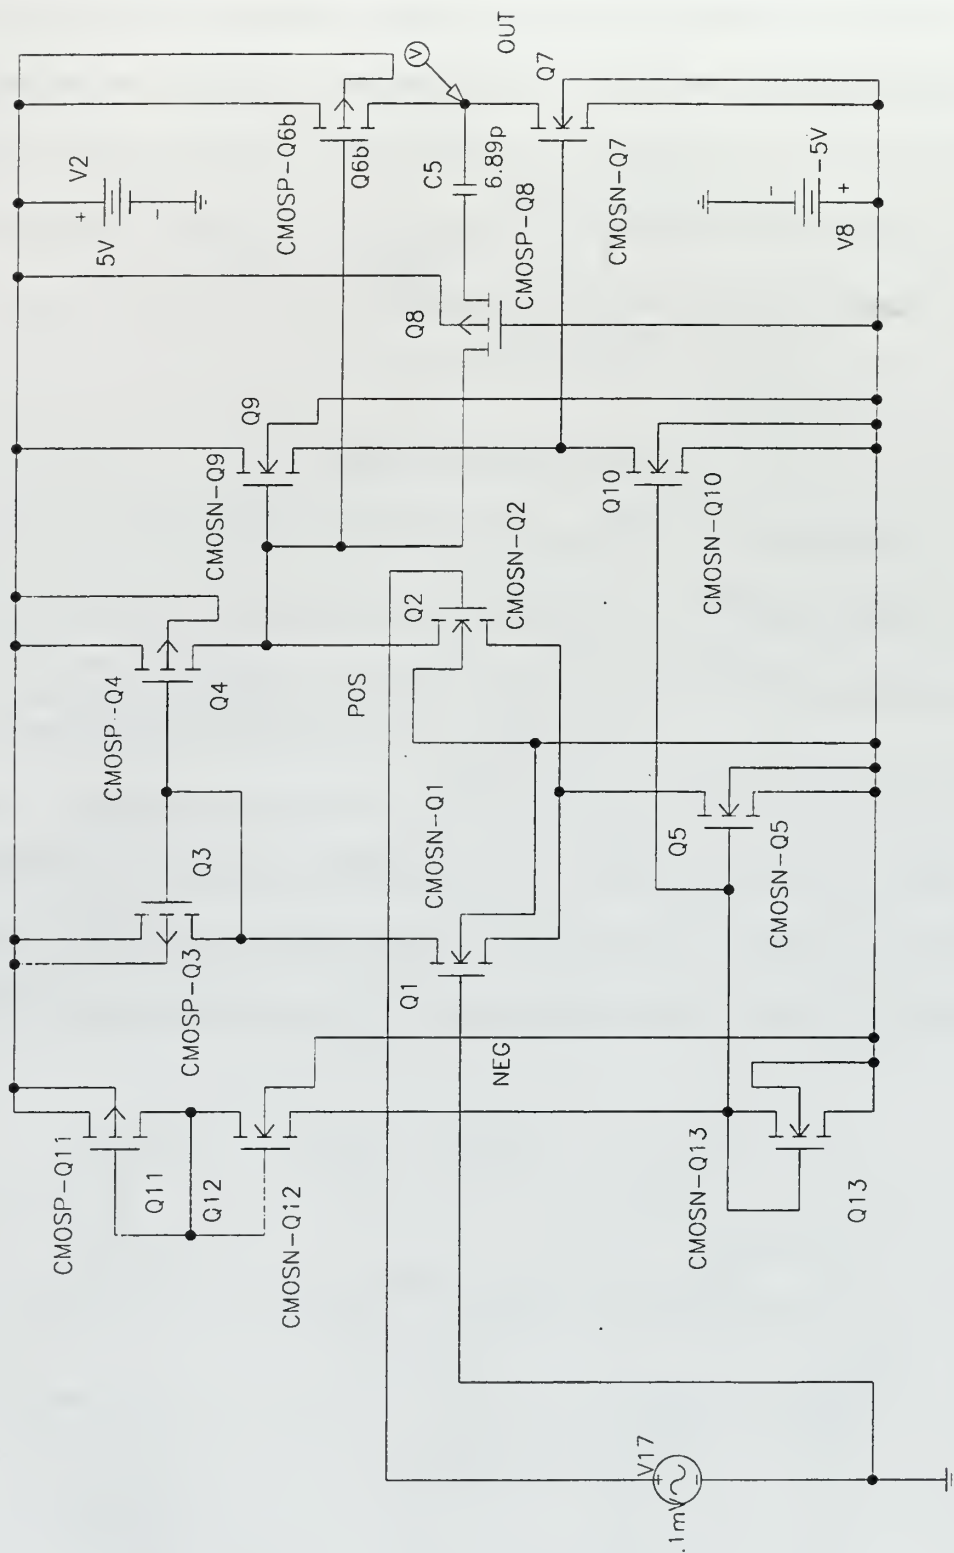 OUT
V2
+
5V
-
CMOSP-Q6b
Q6b
C5
6.89p
Q7
CMOSN-Q7
-
-5V
V8
+
Q8
CMOSP-Q8
Q9
CMOSN-Q9
Q10
CMOSN-Q10
Q2
CMOSN-Q2
POS
CMOSP-Q4
Q4
Q3
CMOSP-Q3
CMOSN-Q1
Q1
NEG
Q5
CMOSN-Q5
CMOSP-Q11
Q11
Q12
CMOSN-Q12
CMOSN-Q13
Q13
V17
+
-
.1mV
V